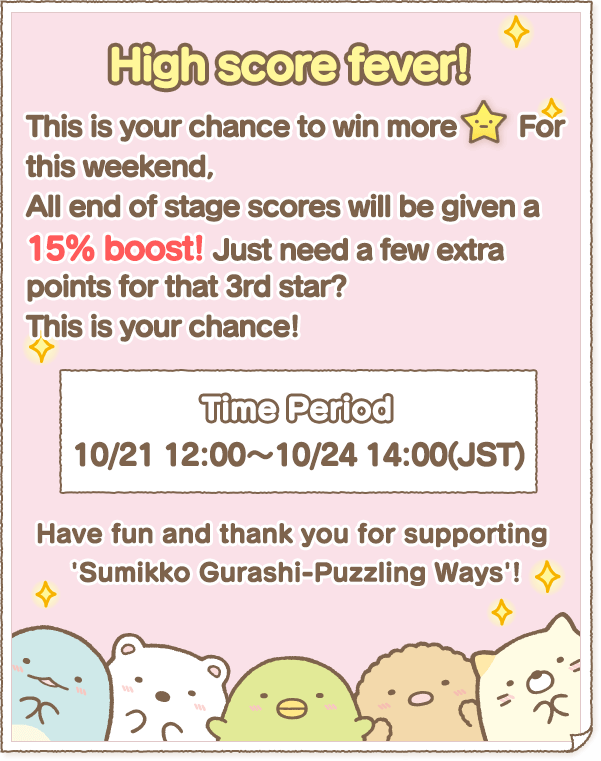 High score fever!
This is your chance to win more For
this weekend,
All end of stage scores will be given a
15% boost! Just need a few extra
points for that 3rd star?
This is your chance!
Time Period
10/21 12:00～10/24 14:00(JST)
Have fun and thank you for supporting
'Sumikko Gurashi-Puzzling Ways'!